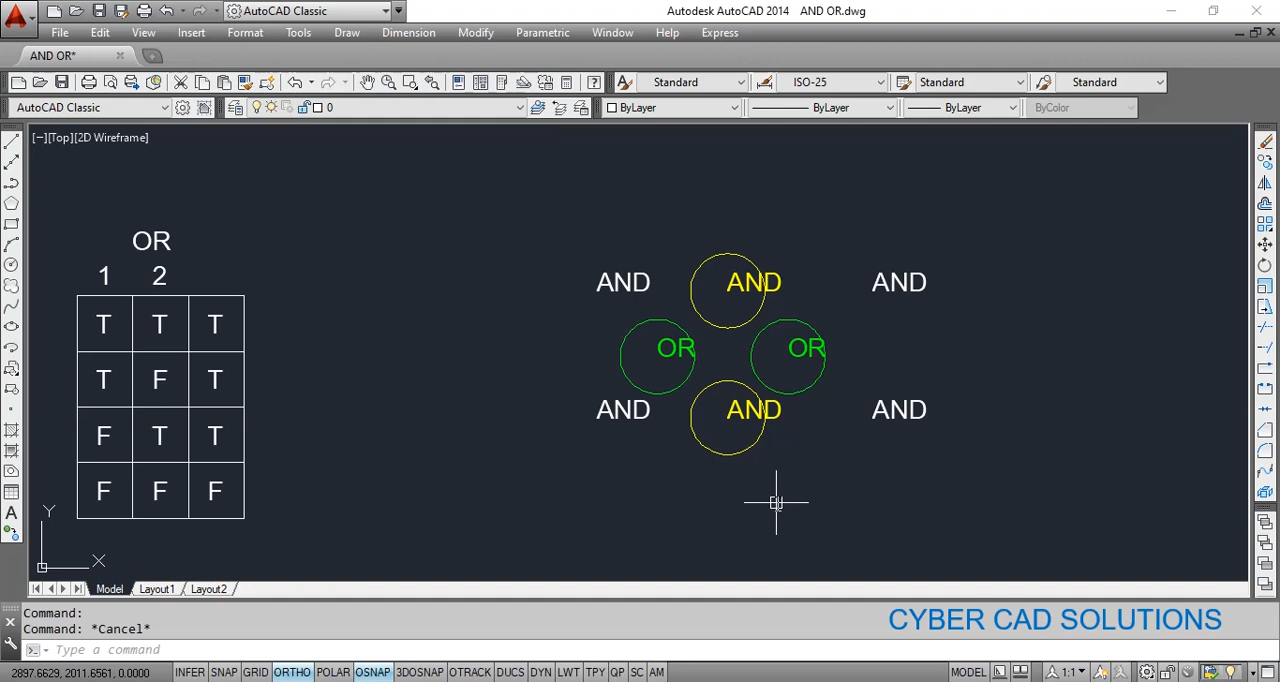 AutoCAD Classic
Autodesk AutoCAD 2014 AND OR.dwg
File Edit View Insert Format Tools Draw Dimension Modify Parametric Window Help Express
AND OR*
Standard ISO-25 Standard Standard
AutoCAD Classic 0 ByLayer ByLayer ByLayer ByColor
[−][Top][2D Wireframe]
OR
1 2
T T T
T F T
F T T
F F F
AND AND AND
OR OR
AND AND AND
Y
X
Model Layout1 Layout2
Command:
Command: *Cancel*
Type a command
CYBER CAD SOLUTIONS
2897.6629, 2011.6561, 0.0000 INFER SNAP GRID ORTHO POLAR OSNAP 3DOSNAP OTRACK DUCS DYN LWT TPY QP SC AM MODEL 1:1